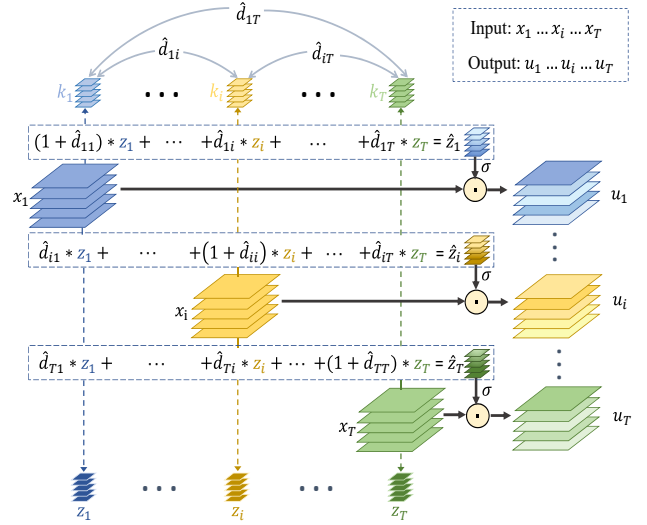 d̂_{1T}
d̂_{1i} d̂_{iT}
Input: x_1 … x_i … x_T
Output: u_1 … u_i … u_T
k_1 … k_i … k_T
(1 + d̂_{11}) * z_1 + … + d̂_{1i} * z_i + … + d̂_{1T} * z_T = ẑ_1
σ
x_1 u_1
d̂_{i1} * z_1 + … + (1 + d̂_{ii}) * z_i + … + d̂_{iT} * z_T = ẑ_i
σ
x_i u_i
d̂_{T1} * z_1 + … + d̂_{Ti} * z_i + … + (1 + d̂_{TT}) * z_T = ẑ_T
σ
x_T u_T
z_1 … z_i … z_T